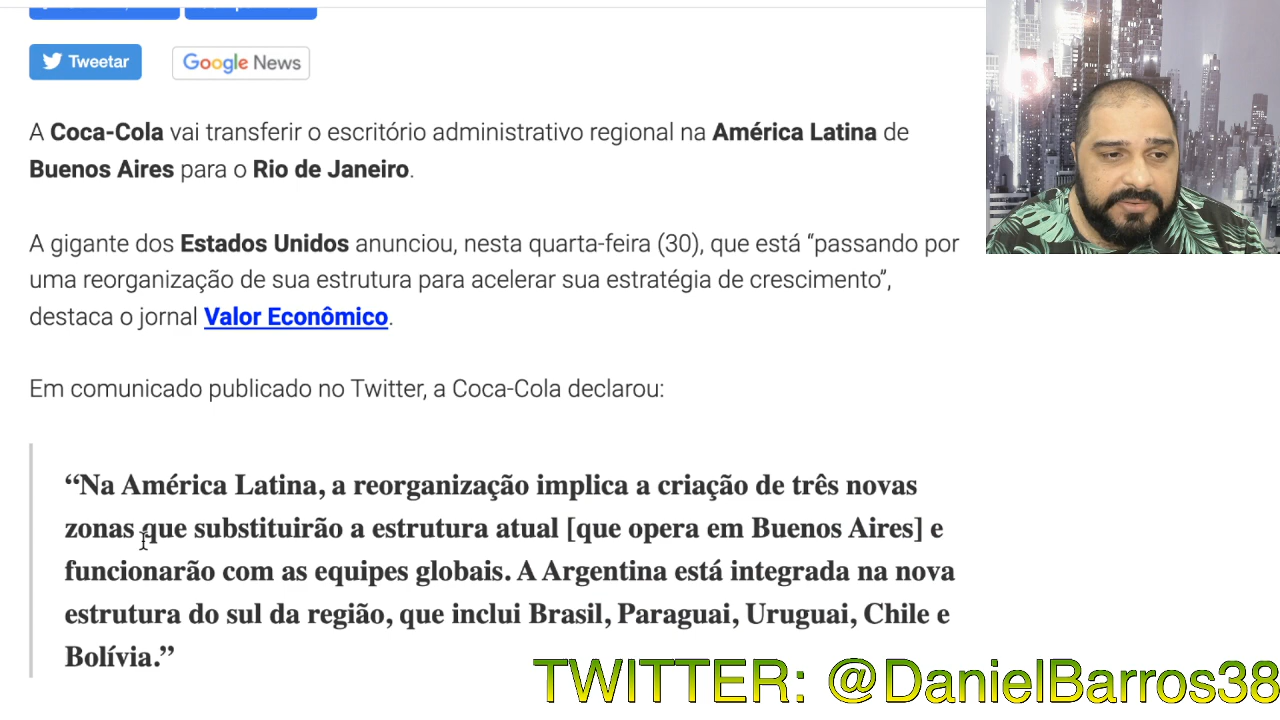 Tweetar
Google News
A Coca-Cola vai transferir o escritório administrativo regional na América Latina de
Buenos Aires para o Rio de Janeiro.
A gigante dos Estados Unidos anunciou, nesta quarta-feira (30), que está “passando por
uma reorganização de sua estrutura para acelerar sua estratégia de crescimento”,
destaca o jornal Valor Econômico.
Em comunicado publicado no Twitter, a Coca-Cola declarou:
“Na América Latina, a reorganização implica a criação de três novas
zonas que substituirão a estrutura atual [que opera em Buenos Aires] e
funcionarão com as equipes globais. A Argentina está integrada na nova
estrutura do sul da região, que inclui Brasil, Paraguai, Uruguai, Chile e
Bolívia.”
TWITTER: @DanielBarros38